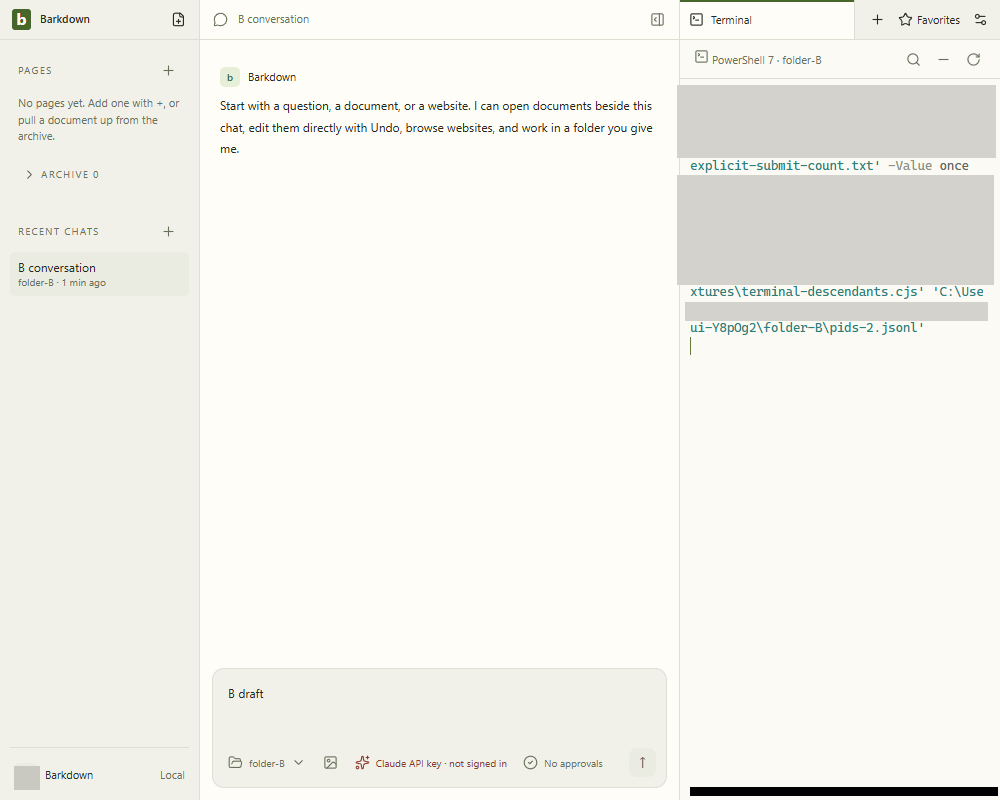 b Barkdown
PAGES
No pages yet. Add one with +, or
pull a document up from the
archive.
ARCHIVE 0
RECENT CHATS
B conversation
folder-B · 1 min ago
Barkdown Local
B conversation
b Barkdown
Start with a question, a document, or a website. I can open documents beside this
chat, edit them directly with Undo, browse websites, and work in a folder you give
me.
B draft
folder-B Claude API key · not signed in No approvals
Terminal
Favorites
PowerShell 7 · folder-B
explicit-submit-count.txt' -Value once
xtures\terminal-descendants.cjs' 'C:\Use
ui-Y8pOg2\folder-B\pids-2.jsonl'